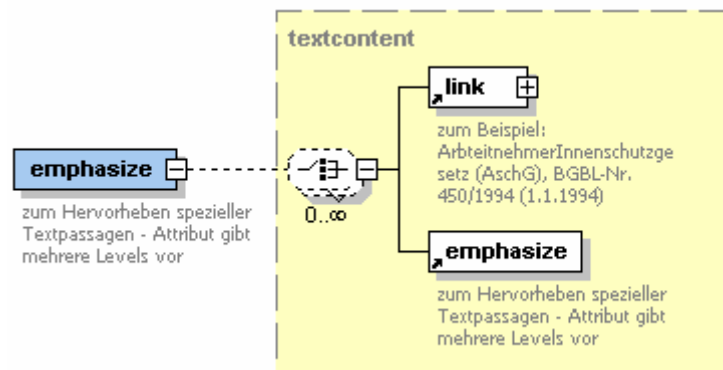 textcontent
link
zum Beispiel:
ArbteitnehmerInnenschutzge
setz (AschG), BGBL-Nr.
450/1994 (1.1.1994)
emphasize
0..∞
zum Hervorheben spezieller
Textpassagen - Attribut gibt
mehrere Levels vor
emphasize
zum Hervorheben spezieller
Textpassagen - Attribut gibt
mehrere Levels vor